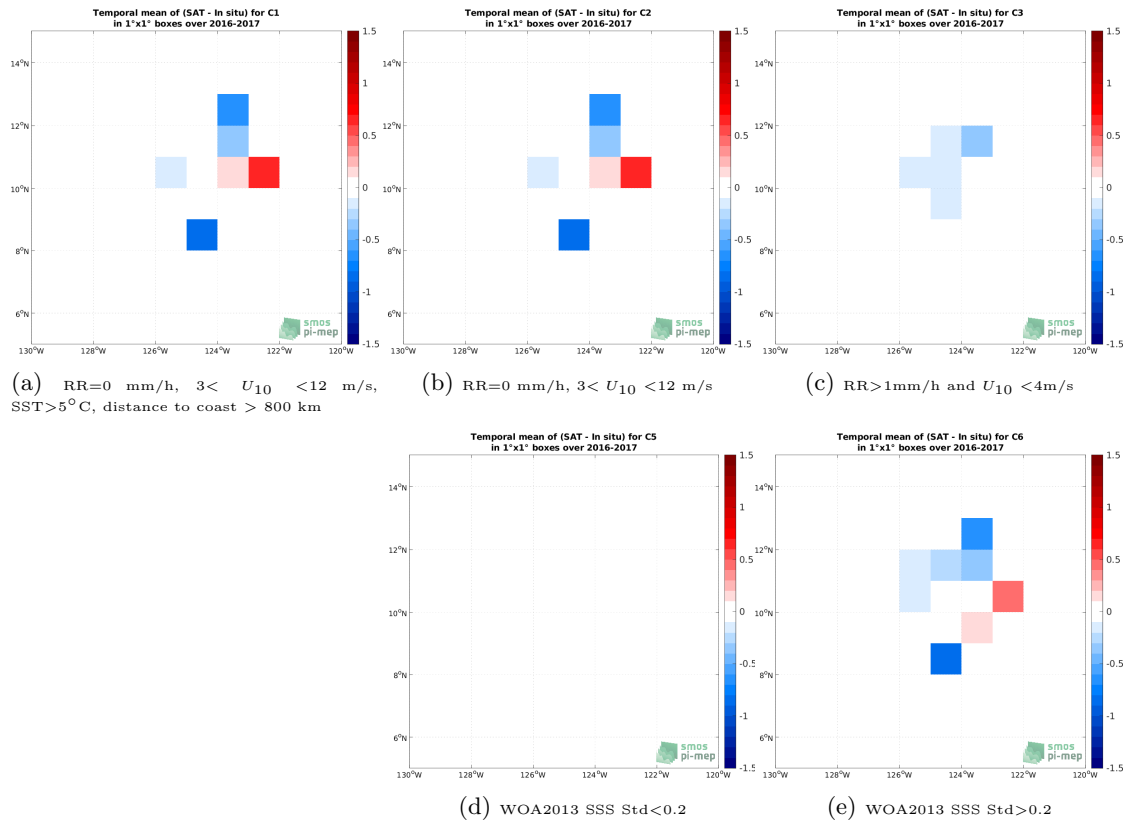 Temporal mean of (SAT - In situ) for C1
in 1°x1° boxes over 2016-2017
14°N
12°N
10°N
8°N
6°N
130°W
128°W
126°W
124°W
122°W
120°W
1.5
1
0.5
0
-0.5
-1
-1.5
smos
pi-mep
(a) RR=0 mm/h, 3< U10 <12 m/s,
SST>5°C, distance to coast > 800 km
Temporal mean of (SAT - In situ) for C2
in 1°x1° boxes over 2016-2017
14°N
12°N
10°N
8°N
6°N
130°W
128°W
126°W
124°W
122°W
120°W
1.5
1
0.5
0
-0.5
-1
-1.5
smos
pi-mep
(b) RR=0 mm/h, 3< U10 <12 m/s
Temporal mean of (SAT - In situ) for C3
in 1°x1° boxes over 2016-2017
14°N
12°N
10°N
8°N
6°N
130°W
128°W
126°W
124°W
122°W
120°W
1.5
1
0.5
0
-0.5
-1
-1.5
smos
pi-mep
(c) RR>1mm/h and U10 <4m/s
Temporal mean of (SAT - In situ) for C5
in 1°x1° boxes over 2016-2017
14°N
12°N
10°N
8°N
6°N
130°W
128°W
126°W
124°W
122°W
120°W
1.5
1
0.5
0
-0.5
-1
-1.5
smos
pi-mep
(d) WOA2013 SSS Std<0.2
Temporal mean of (SAT - In situ) for C6
in 1°x1° boxes over 2016-2017
14°N
12°N
10°N
8°N
6°N
130°W
128°W
126°W
124°W
122°W
120°W
1.5
1
0.5
0
-0.5
-1
-1.5
smos
pi-mep
(e) WOA2013 SSS Std>0.2